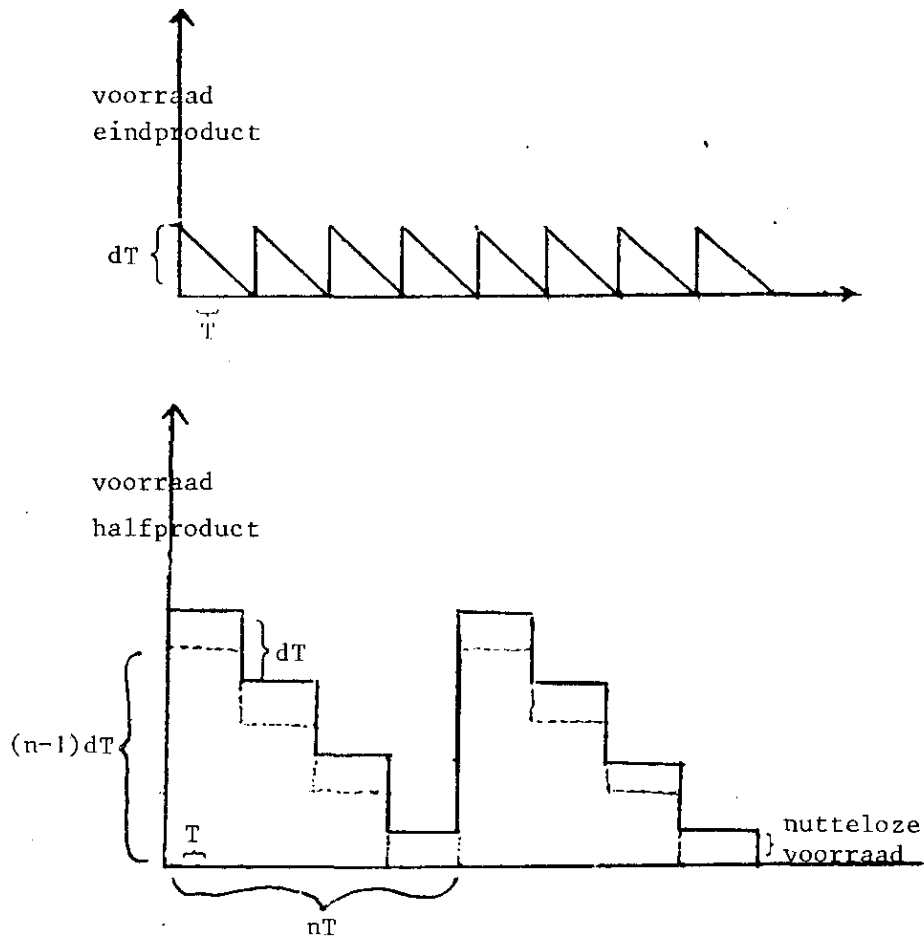 voorraad
eindproduct
dT
T
voorraad
halfproduct
dT
(n-1)dT
T
nutteloze
voorraad
nT